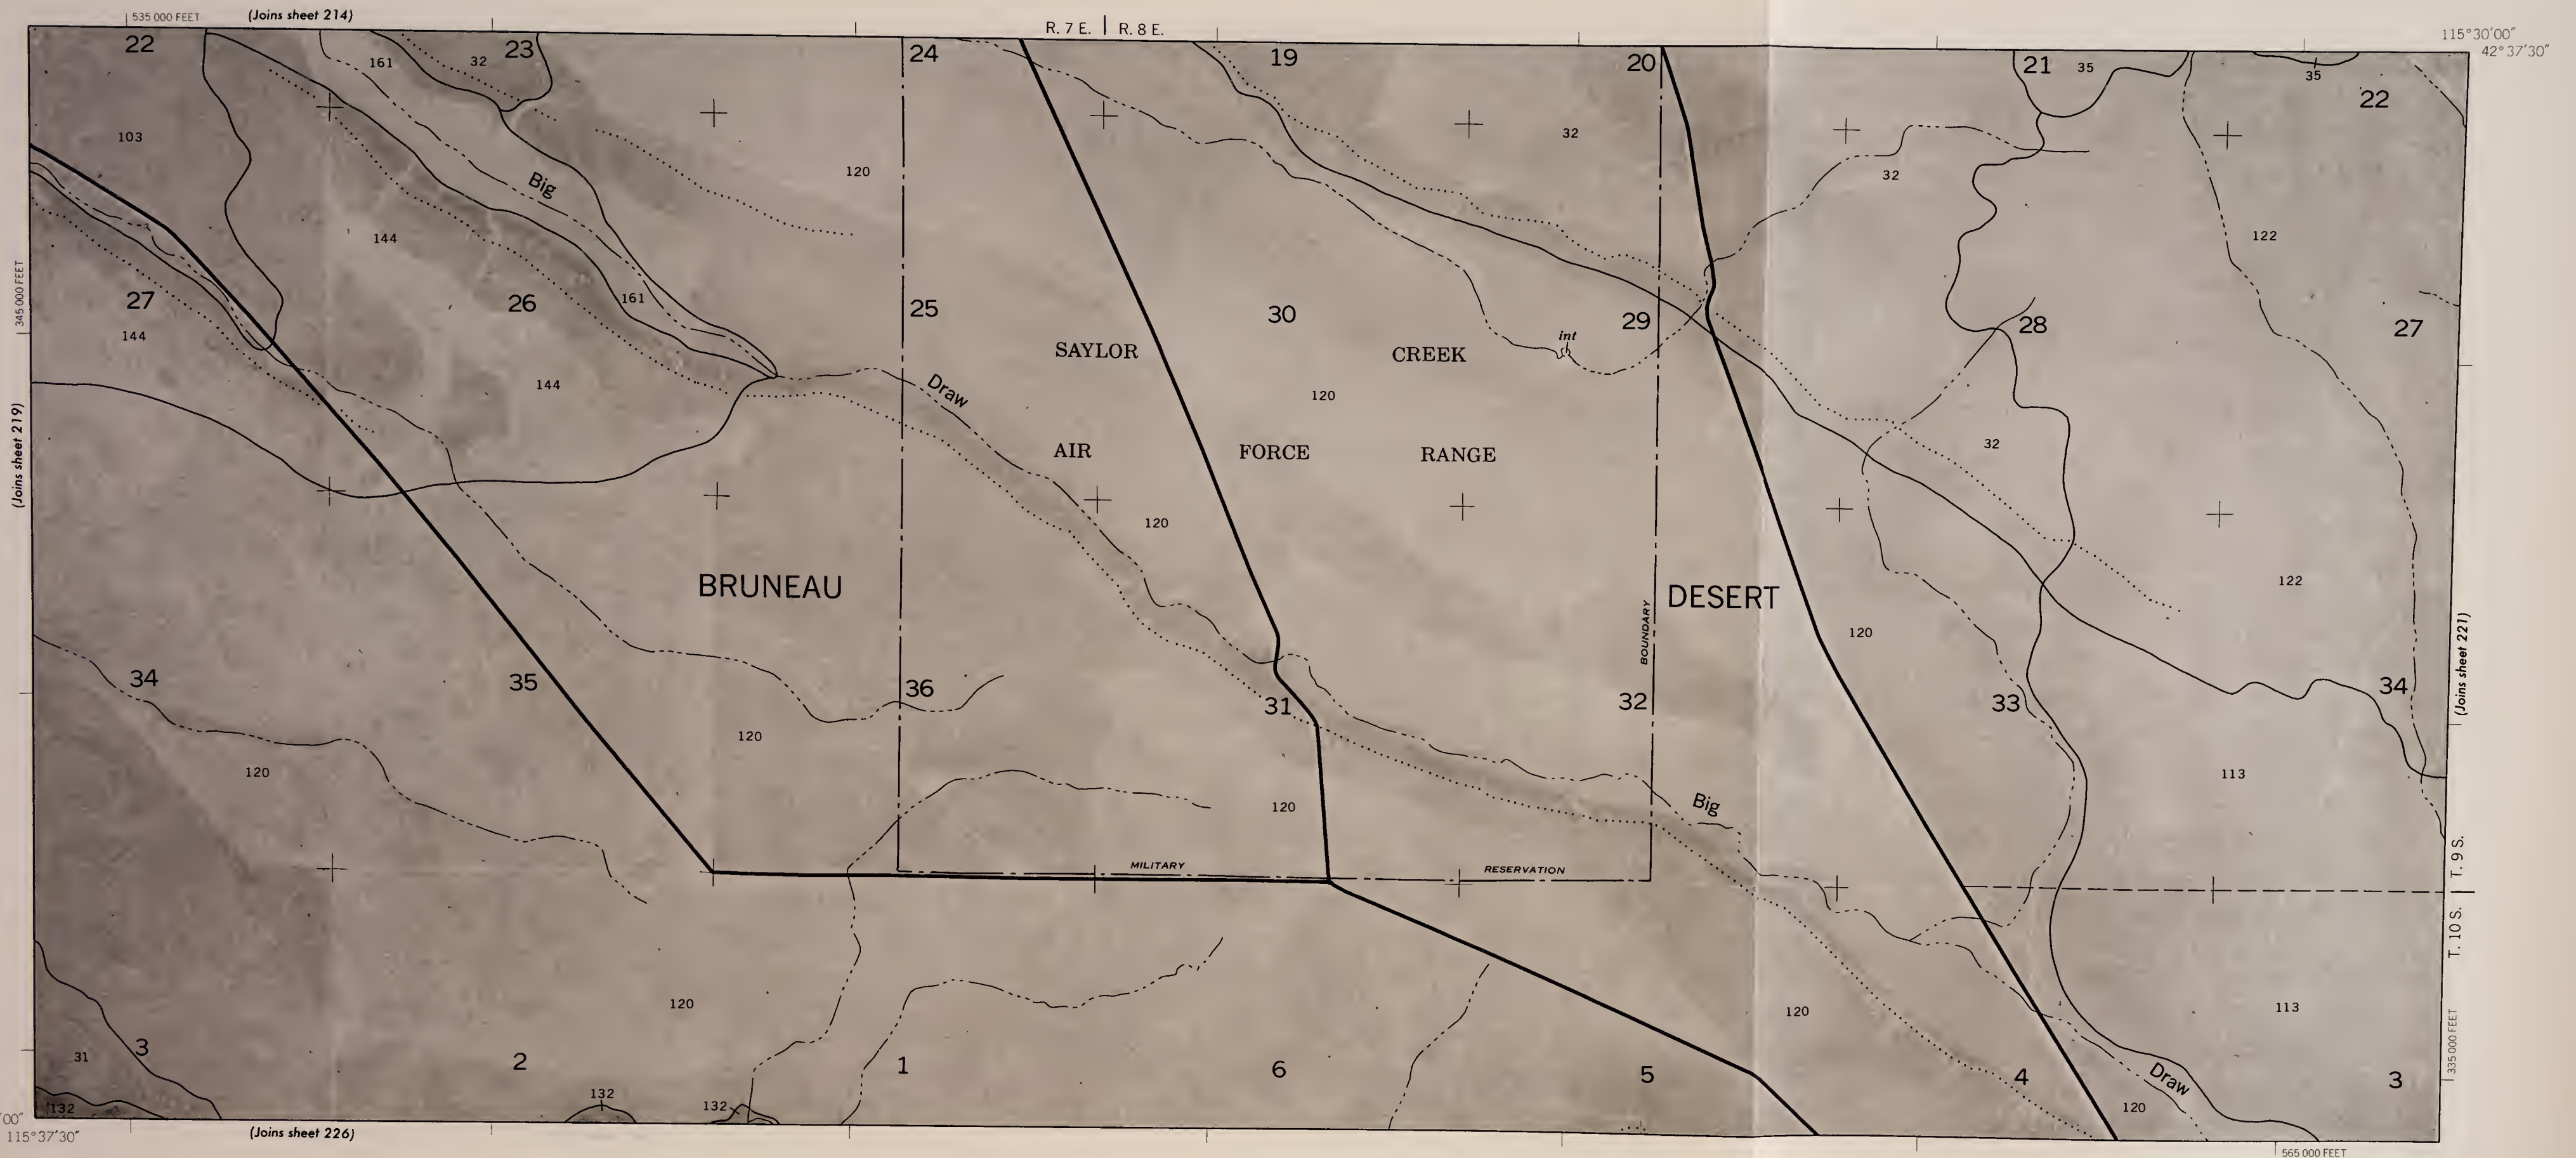 535 000 FEET (Joins sheet 214) R. 7 E. R. 8 E. 115°30′00″
42°37′30″
22 161 32 23 24 19 20 21 35 35 22
103 120 32 32
Big
144 122
345 000 FEET
27 26 161 25 30 29 28 27
144 int
SAYLOR CREEK
144 Draw 120
(Joins sheet 219)
32
AIR FORCE RANGE
120
BRUNEAU DESERT
122
BOUNDARY
120
(Joins sheet 221)
34 35 36 31 32 33 34
120
120 113
120 Big
MILITARY RESERVATION
T. 9 S.
T. 10 S.
120 120 113
335 000 FEET
31 3 2 1 6 5 4 Draw 3
132 132 132 120
00″
115°37′30″ (Joins sheet 226) 565 000 FEET